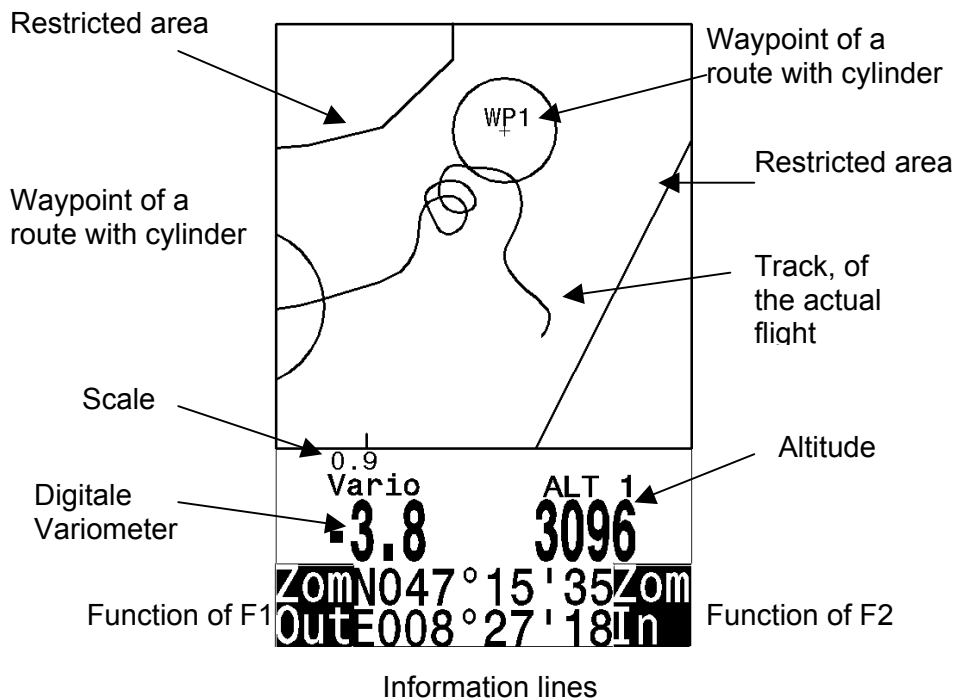 Restricted area
Waypoint of a
route with cylinder
WP1
Restricted area
Waypoint of a
route with cylinder
Track, of
the actual
flight
Scale
0.9
Altitude
Vario
ALT 1
Digitale
Variometer
-3.8
3096
Zom N047°15'35 Zom
Function of F1
Function of F2
Out E008°27'18 In
Information lines